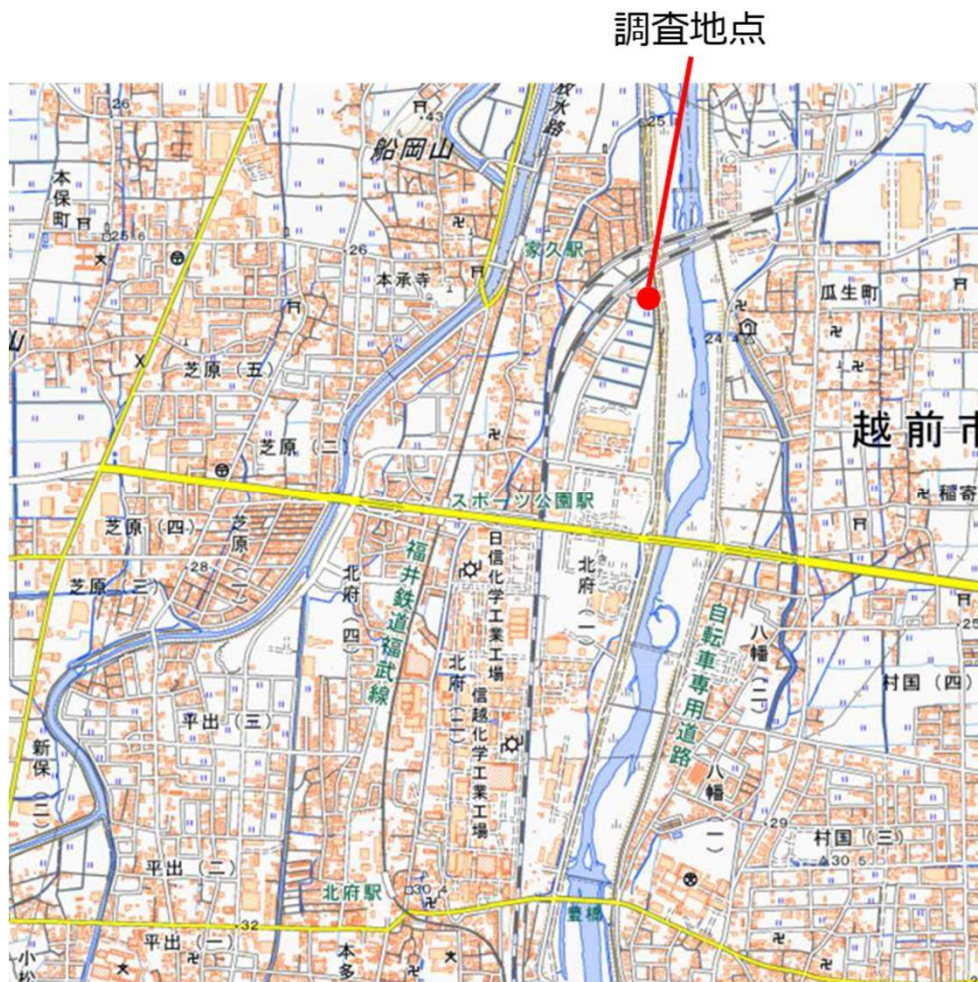 調査地点
26
43
放水路
25
船岡山
本保町
25.6
26
家久駅
本承寺
瓜生町
芝原(五)
24.4
越前市
芝原(二)
スポーツ公園駅
稲寄
芝原(四)
28
芝原(三)
北府(四)
福井鉄道福武線
日信化学工業工場
北府(一)
自転車専用道路
八幡(二)
25
村国(四)
北府(二)
平出(三)
信越化学工業工場
新保(二)
八幡(一)
29
村国(三)
30.5
平出(二)
北府駅
30.4
豊橋
32
平出(一)
本多
小松